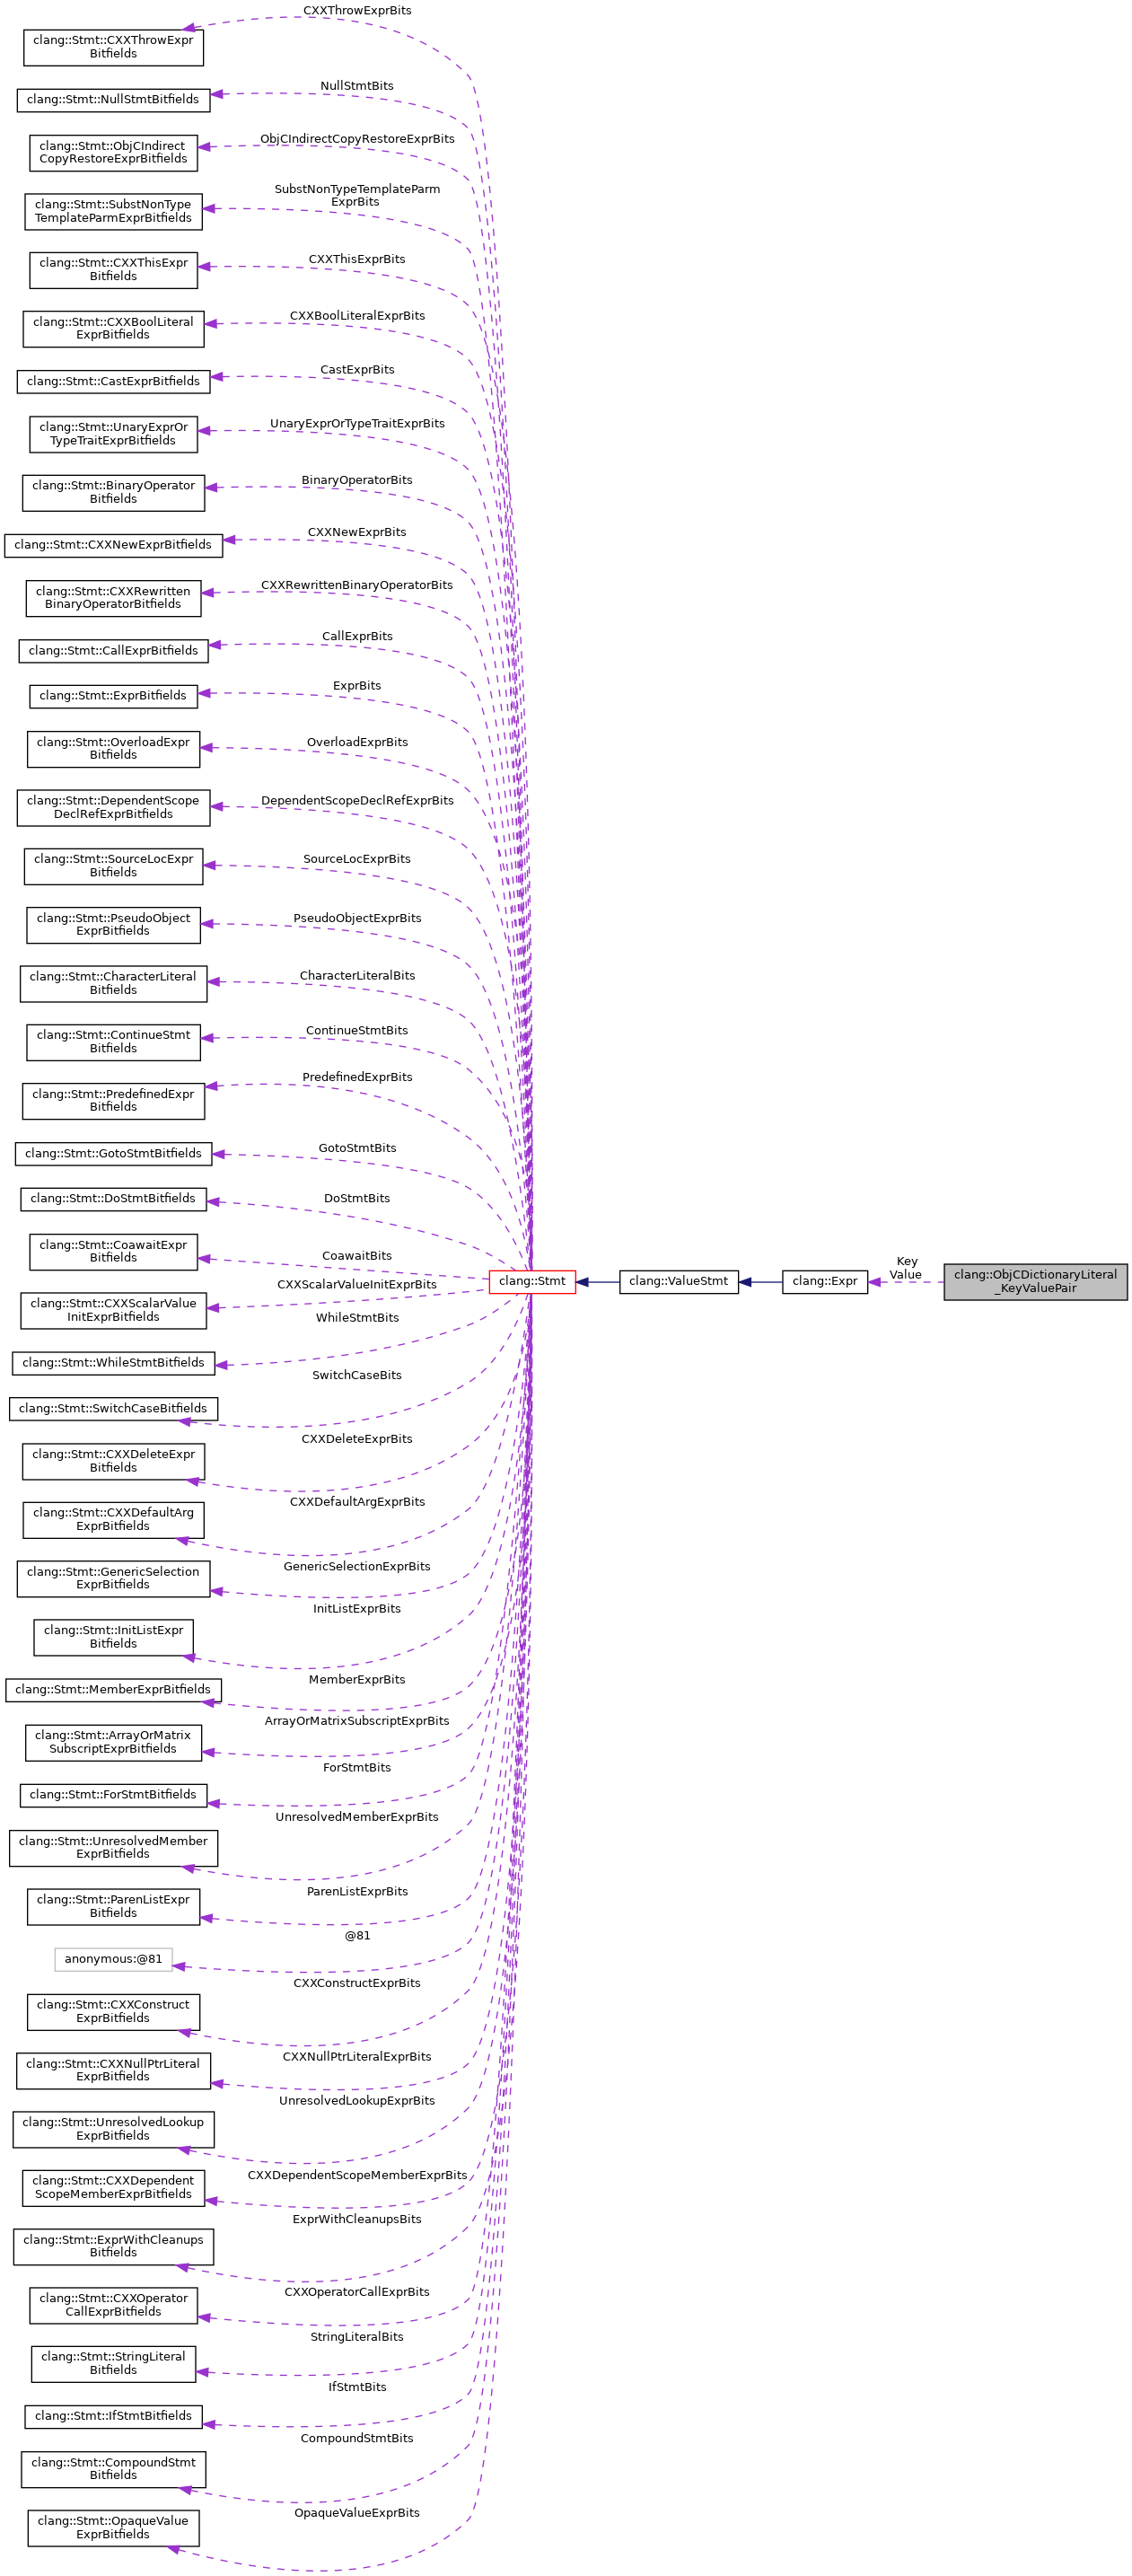 CXXThrowExprBits
clang::Stmt::CXXThrowExpr
Bitfields
NullStmtBits
clang::Stmt::NullStmtBitfields
ObjCIndirectCopyRestoreExprBits
clang::Stmt::ObjCIndirect
CopyRestoreExprBitfields
SubstNonTypeTemplateParm
ExprBits
clang::Stmt::SubstNonType
TemplateParmExprBitfields
CXXThisExprBits
clang::Stmt::CXXThisExpr
Bitfields
CXXBoolLiteralExprBits
clang::Stmt::CXXBoolLiteral
ExprBitfields
CastExprBits
clang::Stmt::CastExprBitfields
UnaryExprOrTypeTraitExprBits
clang::Stmt::UnaryExprOr
TypeTraitExprBitfields
BinaryOperatorBits
clang::Stmt::BinaryOperator
Bitfields
CXXNewExprBits
clang::Stmt::CXXNewExprBitfields
CXXRewrittenBinaryOperatorBits
clang::Stmt::CXXRewritten
BinaryOperatorBitfields
CallExprBits
clang::Stmt::CallExprBitfields
ExprBits
clang::Stmt::ExprBitfields
OverloadExprBits
clang::Stmt::OverloadExpr
Bitfields
DependentScopeDeclRefExprBits
clang::Stmt::DependentScope
DeclRefExprBitfields
SourceLocExprBits
clang::Stmt::SourceLocExpr
Bitfields
PseudoObjectExprBits
clang::Stmt::PseudoObject
ExprBitfields
CharacterLiteralBits
clang::Stmt::CharacterLiteral
Bitfields
ContinueStmtBits
clang::Stmt::ContinueStmt
Bitfields
PredefinedExprBits
clang::Stmt::PredefinedExpr
Bitfields
GotoStmtBits
clang::Stmt::GotoStmtBitfields
DoStmtBits
clang::Stmt::DoStmtBitfields
CoawaitBits
clang::Stmt::CoawaitExpr
Bitfields
clang::Stmt
clang::ValueStmt
clang::Expr
Key
Value
clang::ObjCDictionaryLiteral
_KeyValuePair
CXXScalarValueInitExprBits
clang::Stmt::CXXScalarValue
InitExprBitfields
WhileStmtBits
clang::Stmt::WhileStmtBitfields
SwitchCaseBits
clang::Stmt::SwitchCaseBitfields
CXXDeleteExprBits
clang::Stmt::CXXDeleteExpr
Bitfields
CXXDefaultArgExprBits
clang::Stmt::CXXDefaultArg
ExprBitfields
GenericSelectionExprBits
clang::Stmt::GenericSelection
ExprBitfields
InitListExprBits
clang::Stmt::InitListExpr
Bitfields
MemberExprBits
clang::Stmt::MemberExprBitfields
ArrayOrMatrixSubscriptExprBits
clang::Stmt::ArrayOrMatrix
SubscriptExprBitfields
ForStmtBits
clang::Stmt::ForStmtBitfields
UnresolvedMemberExprBits
clang::Stmt::UnresolvedMember
ExprBitfields
ParenListExprBits
clang::Stmt::ParenListExpr
Bitfields
@81
anonymous:@81
CXXConstructExprBits
clang::Stmt::CXXConstruct
ExprBitfields
CXXNullPtrLiteralExprBits
clang::Stmt::CXXNullPtrLiteral
ExprBitfields
UnresolvedLookupExprBits
clang::Stmt::UnresolvedLookup
ExprBitfields
CXXDependentScopeMemberExprBits
clang::Stmt::CXXDependent
ScopeMemberExprBitfields
ExprWithCleanupsBits
clang::Stmt::ExprWithCleanups
Bitfields
CXXOperatorCallExprBits
clang::Stmt::CXXOperator
CallExprBitfields
StringLiteralBits
clang::Stmt::StringLiteral
Bitfields
IfStmtBits
clang::Stmt::IfStmtBitfields
CompoundStmtBits
clang::Stmt::CompoundStmt
Bitfields
OpaqueValueExprBits
clang::Stmt::OpaqueValue
ExprBitfields